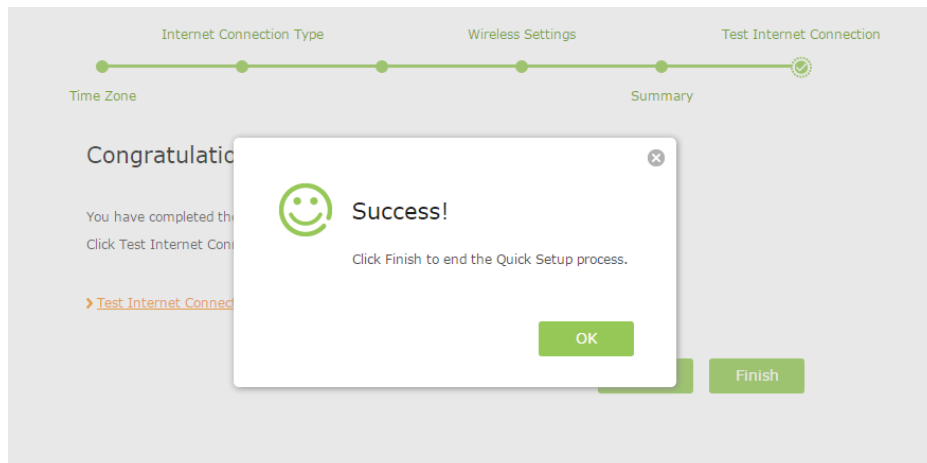 Internet Connection Type
Wireless Settings
Test Internet Connection
Time Zone
Summary
Congratulatic
You have completed the
Click Test Internet Conn
Test Internet Connect
Success!
Click Finish to end the Quick Setup process.
OK
Finish